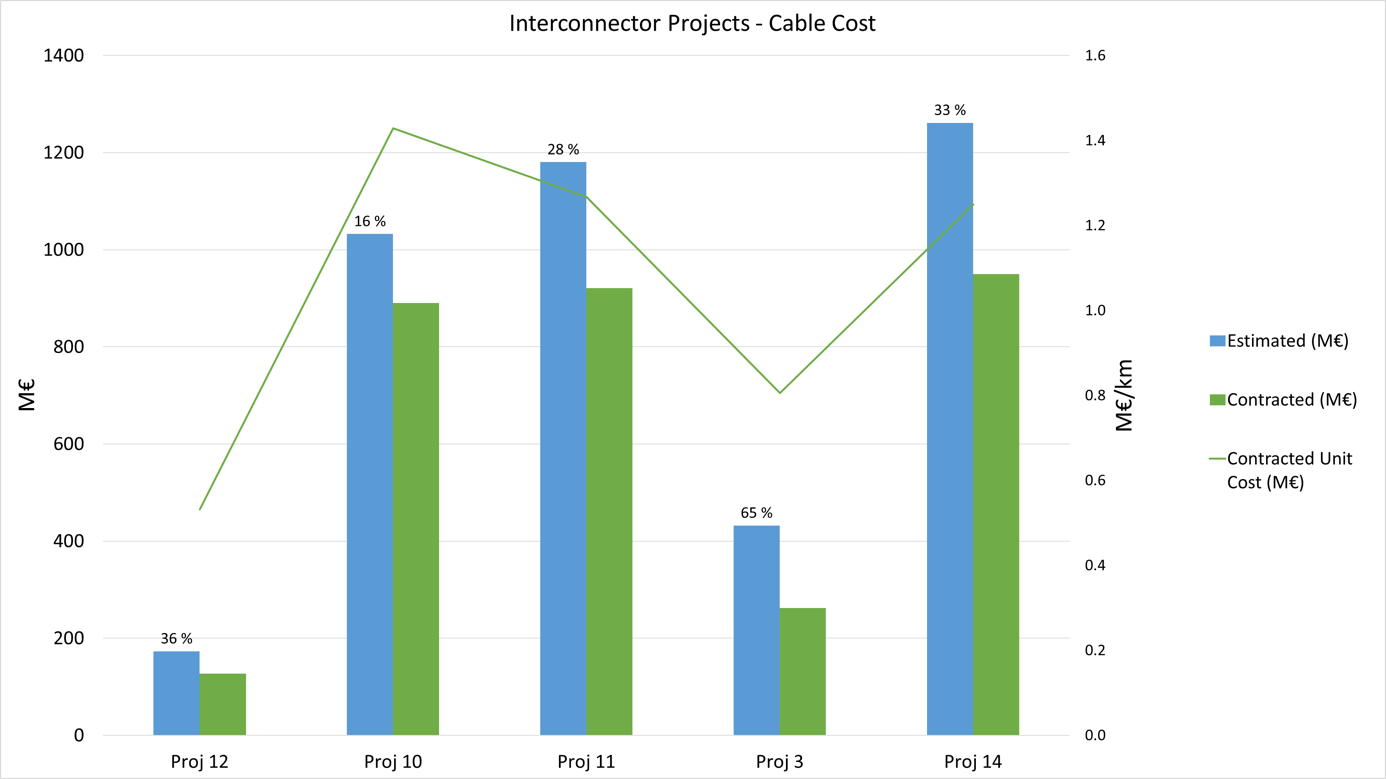 Interconnector Projects - Cable Cost
1400
1200
1000
800
600
400
200
0
M€
36 %
16 %
28 %
65 %
33 %
Proj 12
Proj 10
Proj 11
Proj 3
Proj 14
1.6
1.4
1.2
1.0
0.8
0.6
0.4
0.2
0.0
M€/km
Estimated (M€)
Contracted (M€)
Contracted Unit
Cost (M€)